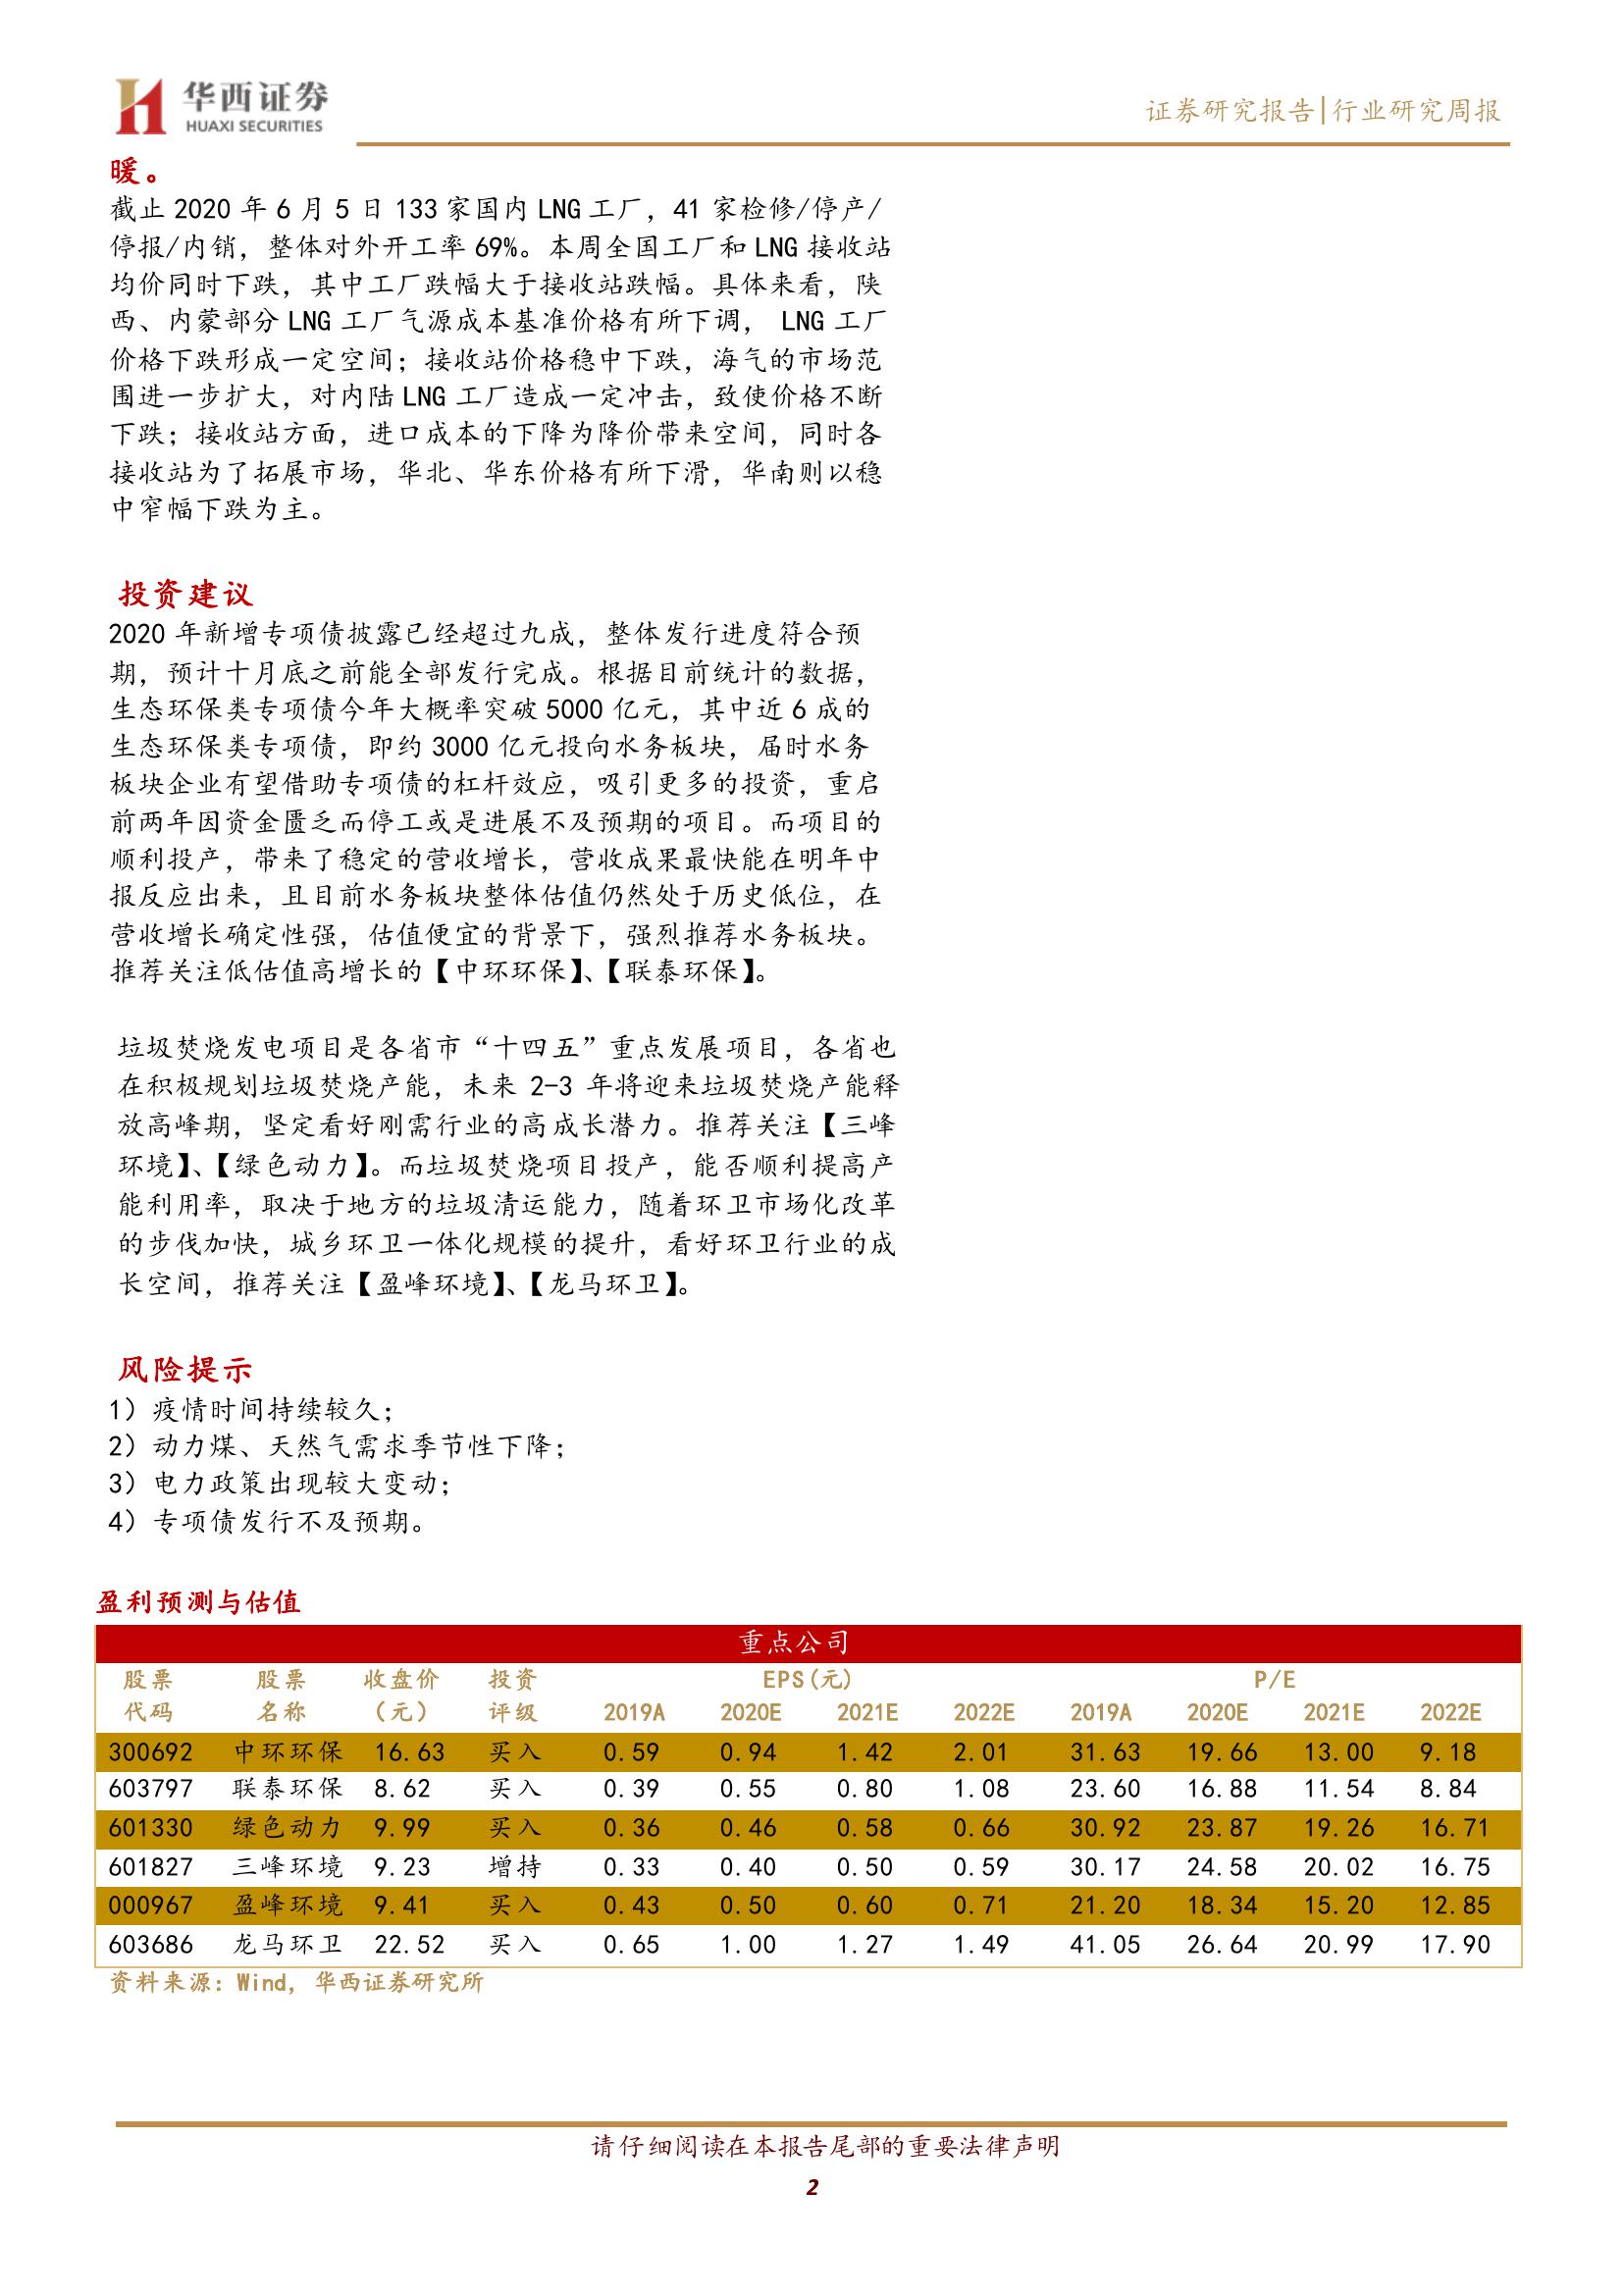 华西证券
HUAXI SECURITIES
证券研究报告|行业研究周报
暖。
截止 2020 年 6 月 5 日 133 家国内 LNG 工厂，41 家检修/停产/
停报/内销，整体对外开工率 69%。本周全国工厂和 LNG 接收站
均价同时下跌，其中工厂跌幅大于接收站跌幅。具体来看，陕
西、内蒙部分 LNG 工厂气源成本基准价格有所下调， LNG 工厂
价格下跌形成一定空间；接收站价格稳中下跌，海气的市场范
围进一步扩大，对内陆 LNG 工厂造成一定冲击，致使价格不断
下跌；接收站方面，进口成本的下降为降价带来空间，同时各
接收站为了拓展市场，华北、华东价格有所下滑，华南则以稳
中窄幅下跌为主。
投资建议
2020 年新增专项债披露已经超过九成，整体发行进度符合预
期，预计十月底之前能全部发行完成。根据目前统计的数据，
生态环保类专项债今年大概率突破 5000 亿元，其中近 6 成的
生态环保类专项债，即约 3000 亿元投向水务板块，届时水务
板块企业有望借助专项债的杠杆效应，吸引更多的投资，重启
前两年因资金匮乏而停工或是进展不及预期的项目。而项目的
顺利投产，带来了稳定的营收增长，营收成果最快能在明年中
报反应出来，且目前水务板块整体估值仍然处于历史低位，在
营收增长确定性强，估值便宜的背景下，强烈推荐水务板块。
推荐关注低估值高增长的【中环环保】、【联泰环保】。
垃圾焚烧发电项目是各省市“十四五”重点发展项目，各省也
在积极规划垃圾焚烧产能，未来 2-3 年将迎来垃圾焚烧产能释
放高峰期，坚定看好刚需行业的高成长潜力。推荐关注【三峰
环境】、【绿色动力】。而垃圾焚烧项目投产，能否顺利提高产
能利用率，取决于地方的垃圾清运能力，随着环卫市场化改革
的步伐加快，城乡环卫一体化规模的提升，看好环卫行业的成
长空间，推荐关注【盈峰环境】、【龙马环卫】。
风险提示
1）疫情时间持续较久；
2）动力煤、天然气需求季节性下降；
3）电力政策出现较大变动；
4）专项债发行不及预期。
盈利预测与估值
重点公司
股票 股票 收盘价 投资 EPS(元) P/E
代码 名称 （元） 评级 2019A 2020E 2021E 2022E 2019A 2020E 2021E 2022E
300692 中环环保 16.63 买入 0.59 0.94 1.42 2.01 31.63 19.66 13.00 9.18
603797 联泰环保 8.62 买入 0.39 0.55 0.80 1.08 23.60 16.88 11.54 8.84
601330 绿色动力 9.99 买入 0.36 0.46 0.58 0.66 30.92 23.87 19.26 16.71
601827 三峰环境 9.23 增持 0.33 0.40 0.50 0.59 30.17 24.58 20.02 16.75
000967 盈峰环境 9.41 买入 0.43 0.50 0.60 0.71 21.20 18.34 15.20 12.85
603686 龙马环卫 22.52 买入 0.65 1.00 1.27 1.49 41.05 26.64 20.99 17.90
资料来源：Wind，华西证券研究所
请仔细阅读在本报告尾部的重要法律声明
2